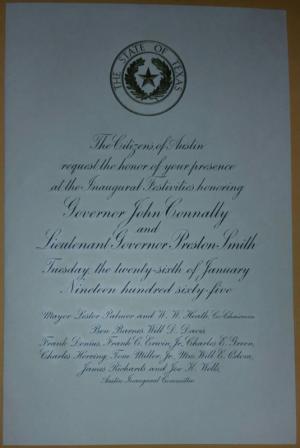 THE STATE OF TEXAS
The Citizens of Austin
request the honor of your presence
at the Inaugural Festivities honoring
Governor John Connally
and
Lieutenant Governor Preston Smith
Tuesday, the twenty-sixth of January
Nineteen hundred sixty-five
Mayor Lester Palmer and W. W. Heath, Co-Chairmen
Ben Barnes, Will D. Davis,
Frank Denius, Frank C. Erwin, Jr., Charles E. Green,
Charles Herring, Tom Miller, Jr., Mrs. Will E. Odom,
James Richards and Joe K. Wells,
Austin Inaugural Committee